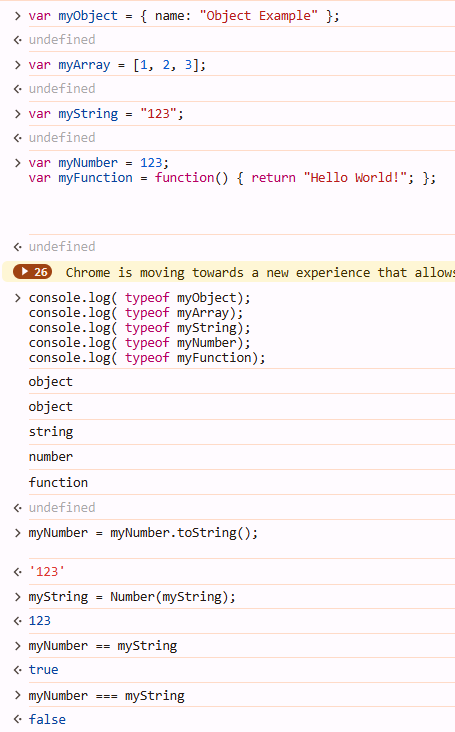 var myObject = { name: "Object Example" };
undefined
var myArray = [1, 2, 3];
undefined
var myString = "123";
undefined
var myNumber = 123;
var myFunction = function() { return "Hello World!"; };
undefined
26 Chrome is moving towards a new experience that allows
console.log( typeof myObject);
console.log( typeof myArray);
console.log( typeof myString);
console.log( typeof myNumber);
console.log( typeof myFunction);
object
object
string
number
function
undefined
myNumber = myNumber.toString();
'123'
myString = Number(myString);
123
myNumber == myString
true
myNumber === myString
false